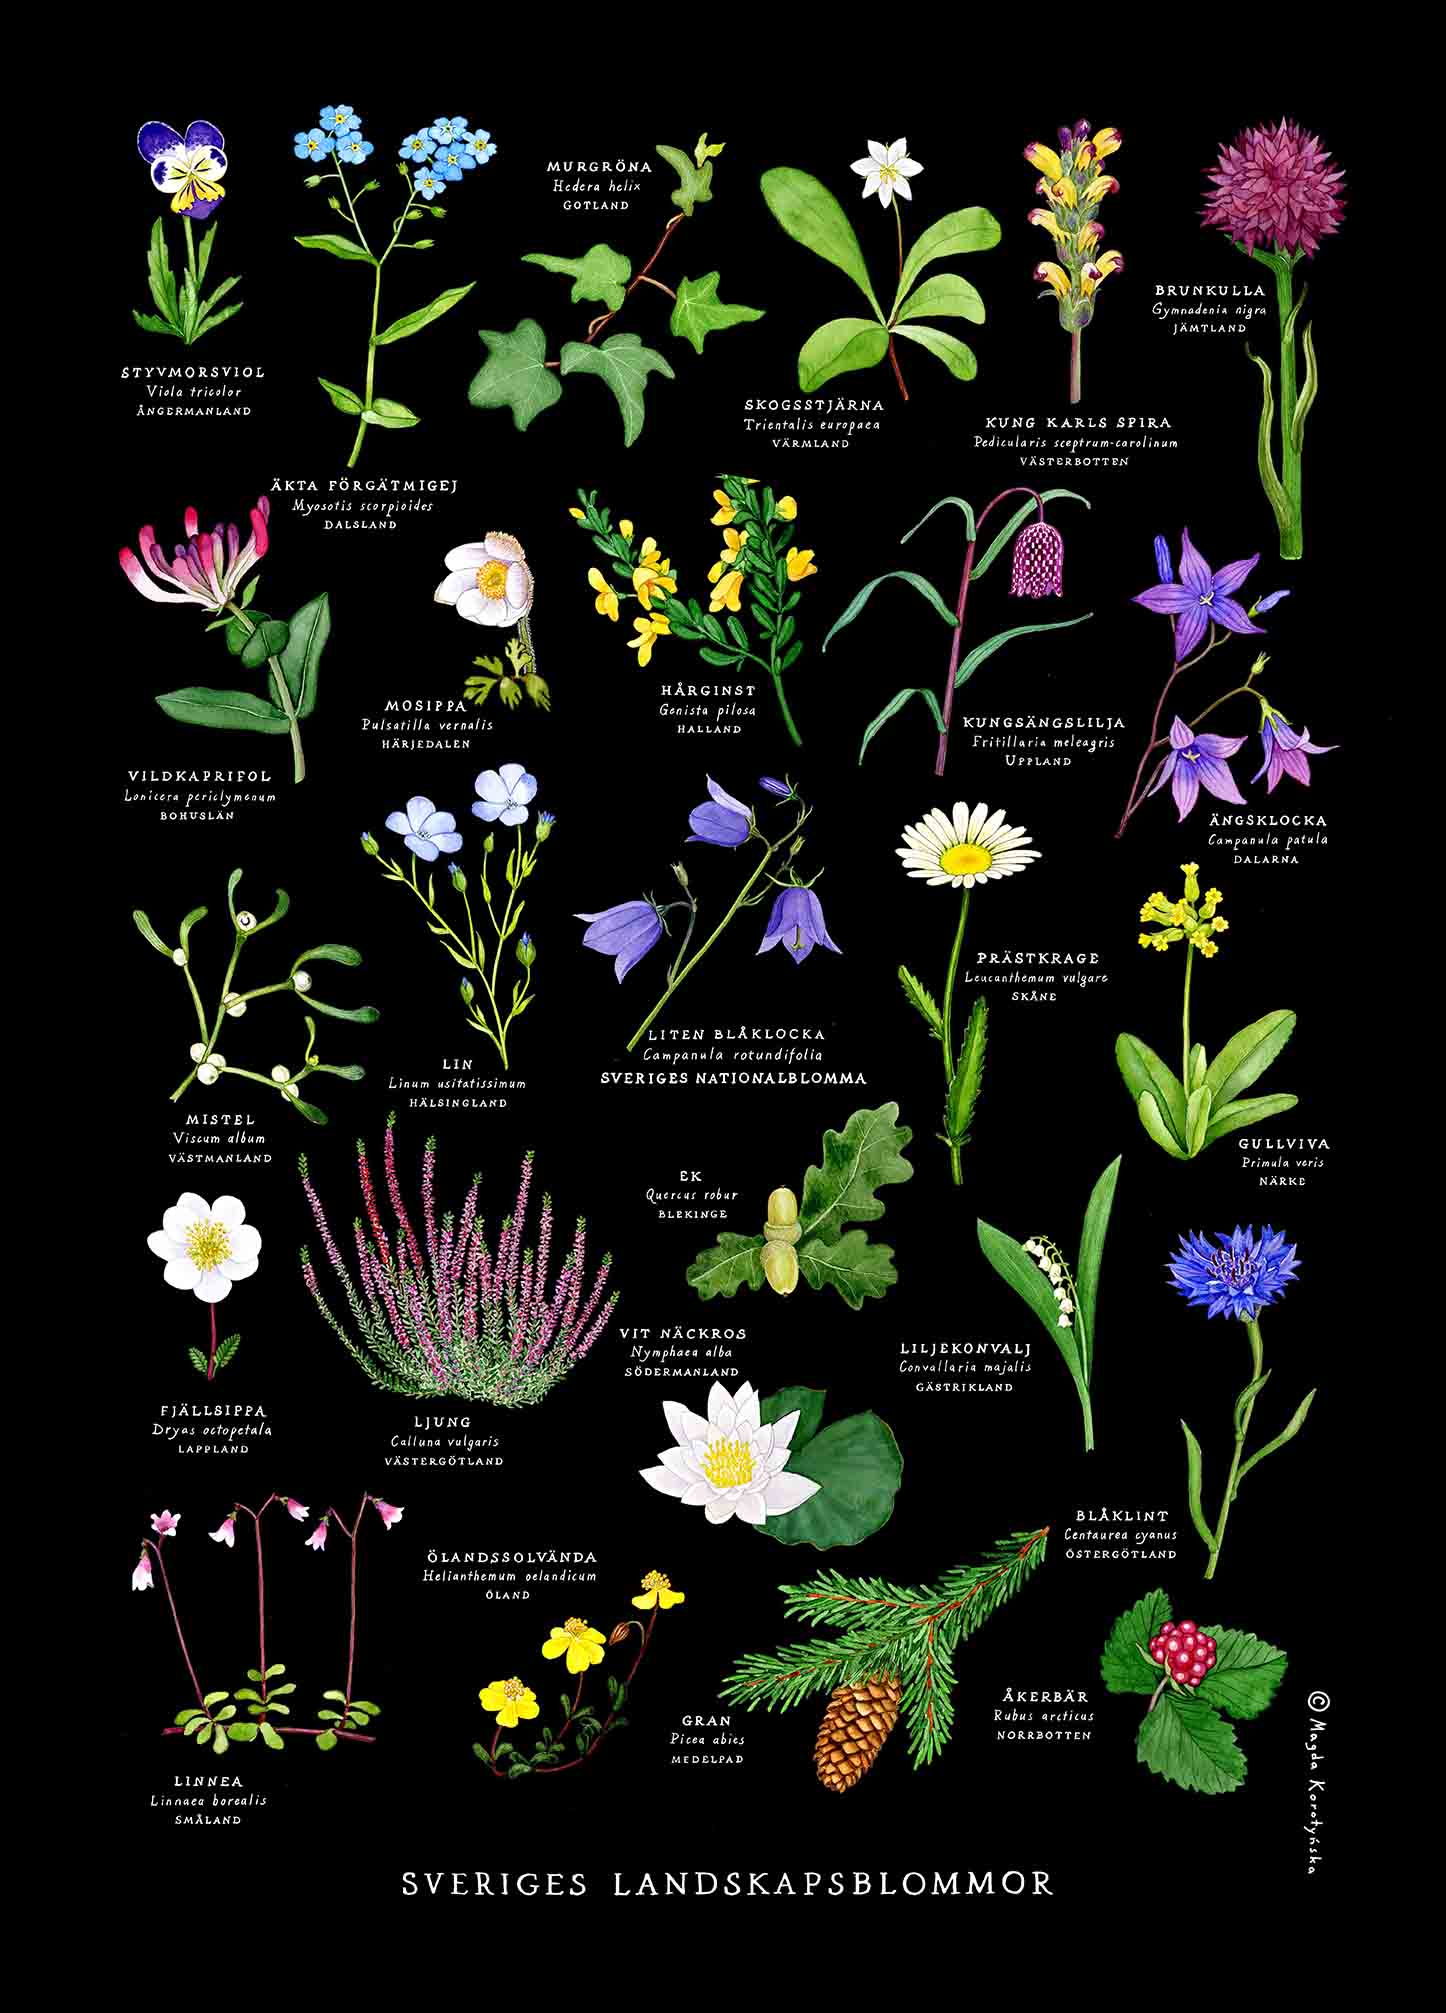 MURGRÖNA
Hedera helix
GOTLAND
BRUNKULLA
Gymnadenia nigra
JÄMTLAND
STYVMORSVIOL
Viola tricolor
ÅNGERMANLAND
SKOGSSTJÄRNA
Trientalis europaea
VÄRMLAND
KUNG KARLS SPIRA
Pedicularis sceptrum-carolinum
VÄSTERBOTTEN
ÄKTA FÖRGÄTMIGEJ
Myosotis scorpioides
DALSLAND
MOSIPPA
Pulsatilla vernalis
HÄRJEDALEN
HÅRGINST
Genista pilosa
HALLAND
KUNGSÄNGSLILJA
Fritillaria meleagris
UPPLAND
VILDKAPRIFOL
Lonicera periclymenum
BOHUSLÄN
ÄNGSKLOCKA
Campanula patula
DALARNA
PRÄSTKRAGE
Leucanthemum vulgare
SKÅNE
LITEN BLÅKLOCKA
Campanula rotundifolia
SVERIGES NATIONALBLOMMA
LIN
Linum usitatissimum
HÄLSINGLAND
MISTEL
Viscum album
VÄSTMANLAND
GULLVIVA
Primula veris
NÄRKE
EK
Quercus robur
BLEKINGE
VIT NÄCKROS
Nymphaea alba
SÖDERMANLAND
LILJEKONVALJ
Convallaria majalis
GÄSTRIKLAND
FJÄLLSIPPA
Dryas octopetala
LAPPLAND
LJUNG
Calluna vulgaris
VÄSTERGÖTLAND
BLÅKLINT
Centaurea cyanus
ÖSTERGÖTLAND
ÖLANDSSOLVÄNDA
Helianthemum oelandicum
ÖLAND
GRAN
Picea abies
MEDELPAD
ÅKERBÄR
Rubus arcticus
NORRBOTTEN
LINNEA
Linnaea borealis
SMÅLAND
© Magda Korotyńska
SVERIGES LANDSKAPSBLOMMOR